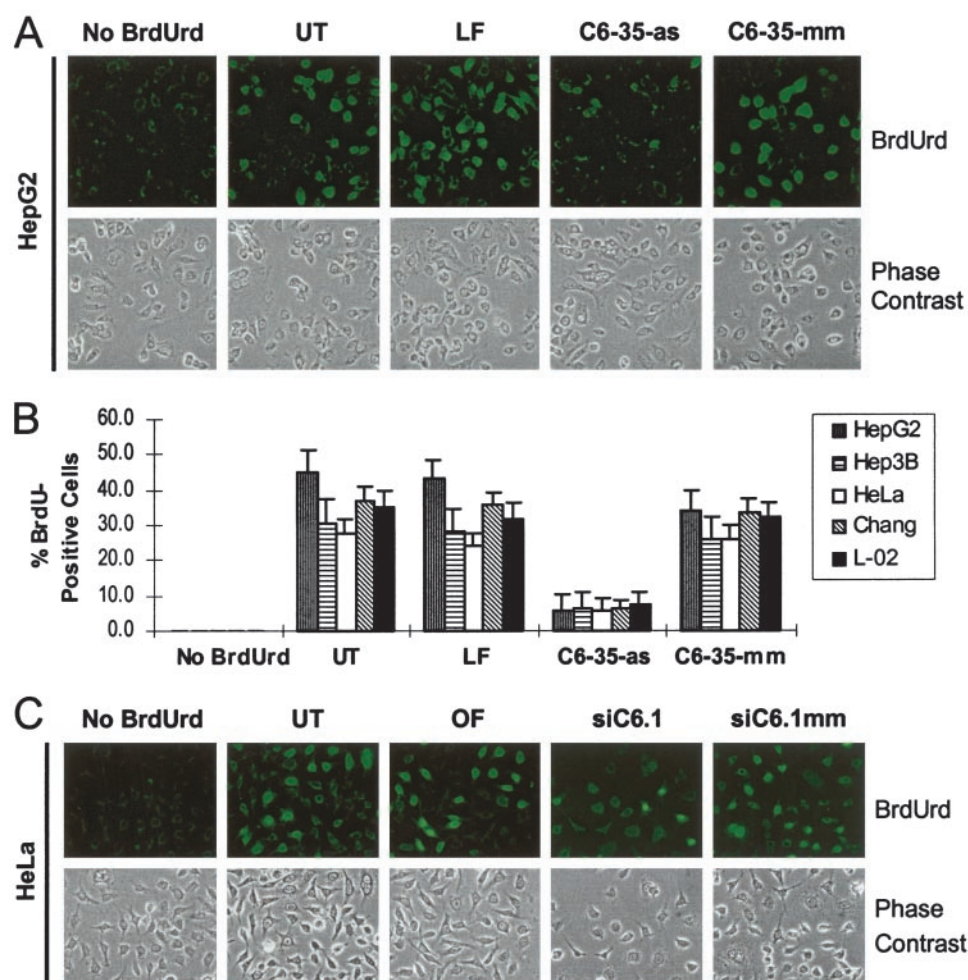 A
No BrdUrd UT LF C6-35-as C6-35-mm
HepG2
BrdUrd
Phase
Contrast
B
% BrdU-
Positive Cells
60.0
50.0
40.0
30.0
20.0
10.0
0.0
No BrdUrd UT LF C6-35-as C6-35-mm
HepG2
Hep3B
HeLa
Chang
L-02
C
No BrdUrd UT OF siC6.1 siC6.1mm
HeLa
BrdUrd
Phase
Contrast